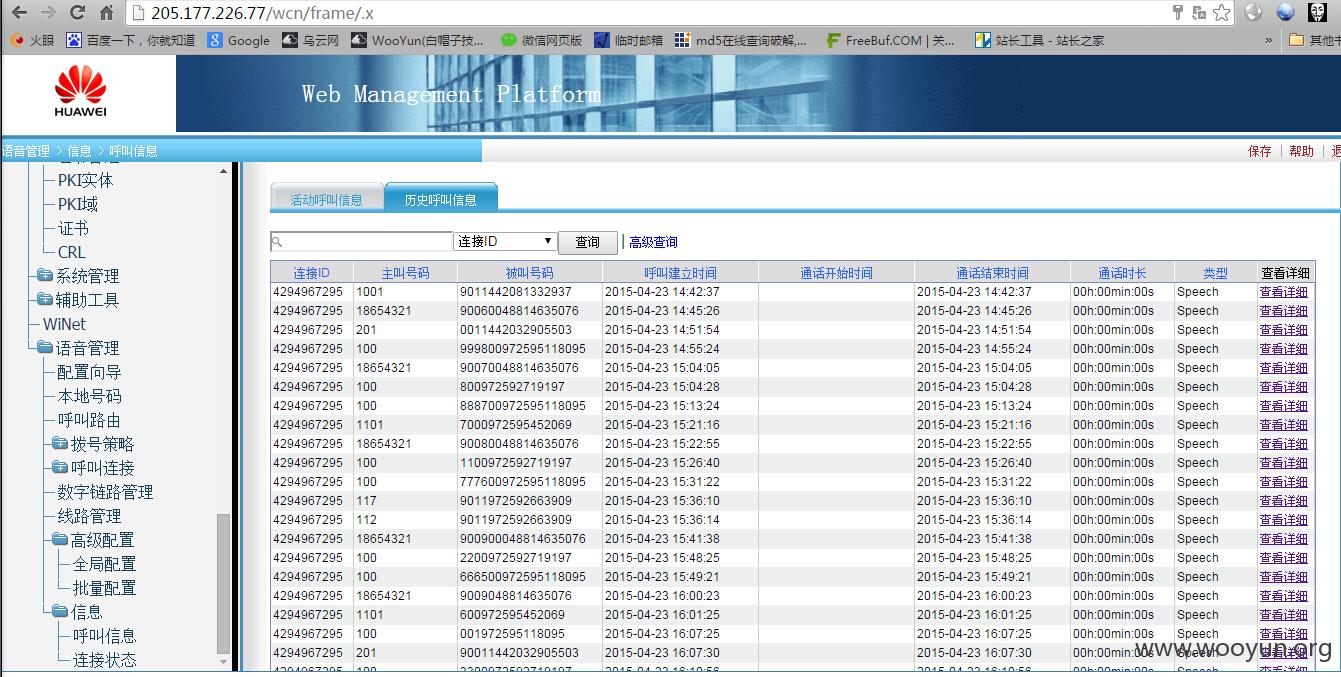 205.177.226.77/wcn/frame/.x
火眼 百度一下，你就知道 Google 乌云网 WooYun(白帽子技... 微信网页版 临时邮箱 md5在线查询破解,... FreeBuf.COM | 关... 站长工具 - 站长之家 » 其他书
HUAWEI
Web Management Platform
语音管理 > 信息 > 呼叫信息
保存 | 帮助 | 退
PKI实体
PKI域
证书
CRL
系统管理
辅助工具
WiNet
语音管理
配置向导
本地号码
呼叫路由
拨号策略
呼叫连接
数字链路管理
线路管理
高级配置
全局配置
批量配置
信息
呼叫信息
连接状态
活动呼叫信息 历史呼叫信息
连接ID 查询 | 高级查询
连接ID 主叫号码 被叫号码 呼叫建立时间 通话开始时间 通话结束时间 通话时长 类型 查看详细
4294967295 1001 9011442081332937 2015-04-23 14:42:37 2015-04-23 14:42:37 00h:00min:00s Speech 查看详细
4294967295 18654321 90060048814635076 2015-04-23 14:45:26 2015-04-23 14:45:26 00h:00min:00s Speech 查看详细
4294967295 201 0011442032905503 2015-04-23 14:51:54 2015-04-23 14:51:54 00h:00min:00s Speech 查看详细
4294967295 100 999800972595118095 2015-04-23 14:55:24 2015-04-23 14:55:24 00h:00min:00s Speech 查看详细
4294967295 18654321 90070048814635076 2015-04-23 15:04:05 2015-04-23 15:04:05 00h:00min:00s Speech 查看详细
4294967295 100 800972592719197 2015-04-23 15:04:28 2015-04-23 15:04:28 00h:00min:00s Speech 查看详细
4294967295 100 888700972595118095 2015-04-23 15:13:24 2015-04-23 15:13:24 00h:00min:00s Speech 查看详细
4294967295 1101 7000972595452069 2015-04-23 15:21:16 2015-04-23 15:21:16 00h:00min:00s Speech 查看详细
4294967295 18654321 90080048814635076 2015-04-23 15:22:55 2015-04-23 15:22:55 00h:00min:00s Speech 查看详细
4294967295 100 1100972592719197 2015-04-23 15:26:40 2015-04-23 15:26:40 00h:00min:00s Speech 查看详细
4294967295 100 777600972595118095 2015-04-23 15:31:22 2015-04-23 15:31:22 00h:00min:00s Speech 查看详细
4294967295 117 9011972592663909 2015-04-23 15:36:10 2015-04-23 15:36:10 00h:00min:00s Speech 查看详细
4294967295 112 9011972592663909 2015-04-23 15:36:14 2015-04-23 15:36:14 00h:00min:00s Speech 查看详细
4294967295 18654321 900900048814635076 2015-04-23 15:41:38 2015-04-23 15:41:38 00h:00min:00s Speech 查看详细
4294967295 100 22009725927​19197 2015-04-23 15:48:25 2015-04-23 15:48:25 00h:00min:00s Speech 查看详细
4294967295 100 666500972595118095 2015-04-23 15:49:21 2015-04-23 15:49:21 00h:00min:00s Speech 查看详细
4294967295 18654321 9009048814635076 2015-04-23 16:00:23 2015-04-23 16:00:23 00h:00min:00s Speech 查看详细
4294967295 1101 600972595452069 2015-04-23 16:01:25 2015-04-23 16:01:25 00h:00min:00s Speech 查看详细
4294967295 100 001972595118095 2015-04-23 16:07:25 2015-04-23 16:07:25 00h:00min:00s Speech 查看详细
4294967295 201 90011442032905503 2015-04-23 16:07:30 2015-04-23 16:07:30 00h:00min:00s Speech 查看详细
www.wooyun.org